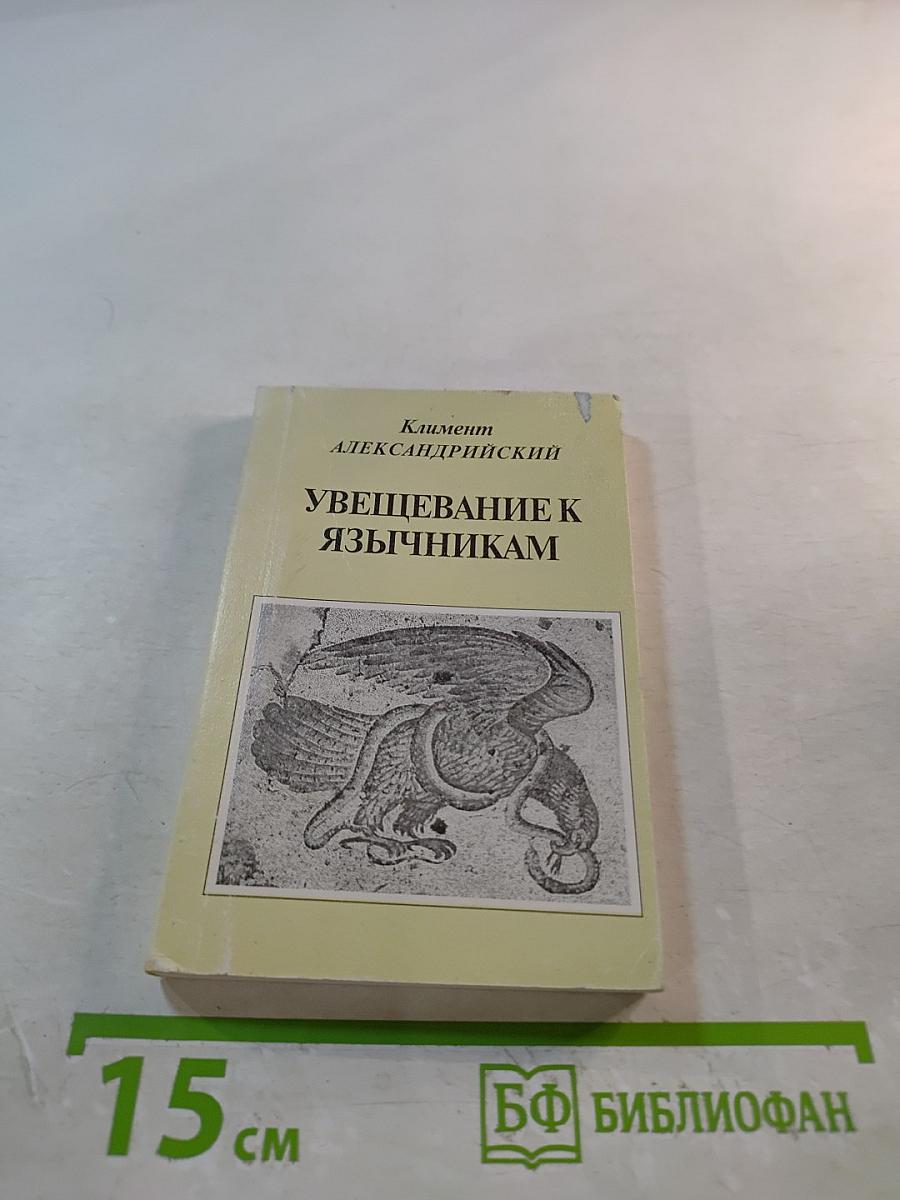 Климент
АЛЕКСАНДРИЙСКИЙ
УВЕЩЕВАНИЕ К
ЯЗЫЧНИКАМ
15 см
БФ БИБЛИОФАН